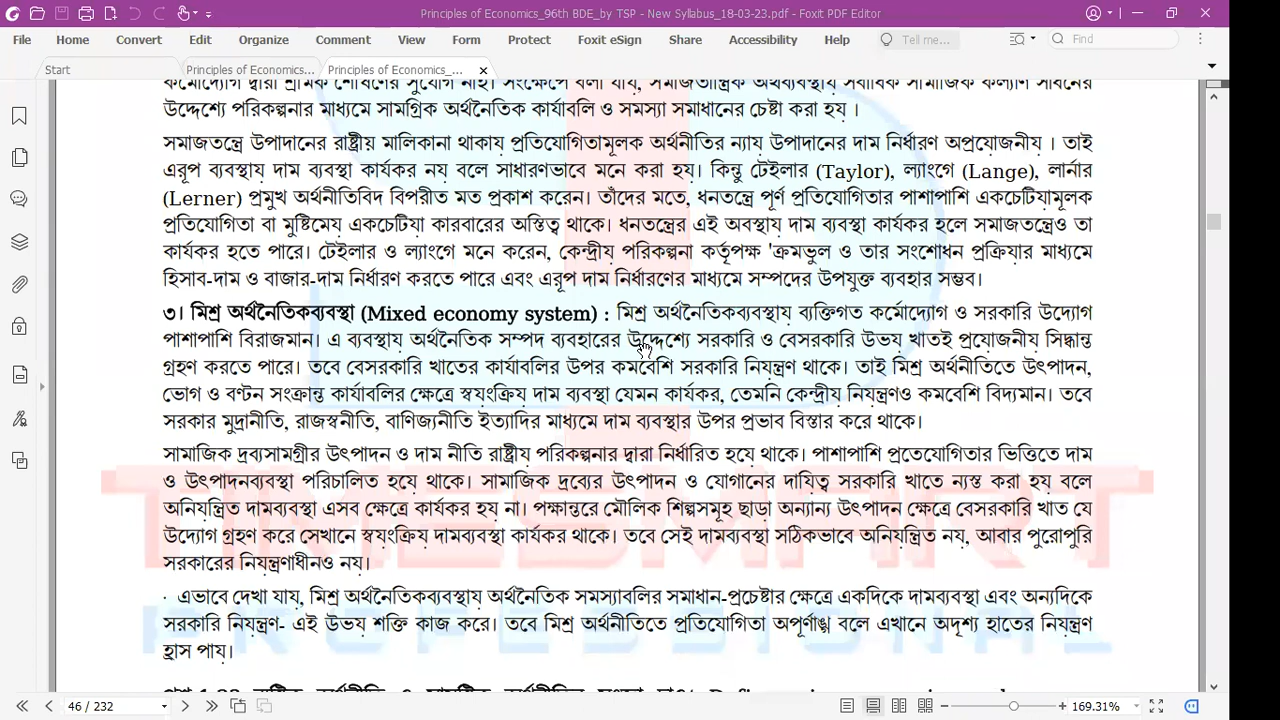 Principles of Economics_96th BDE_by TSP - New Syllabus_18-03-23.pdf - Foxit PDF Editor
File Home Convert Edit Organize Comment View Form Protect Foxit eSign Share Accessibility Help Tell me... Find
Start Principles of Economics... Principles of Economics_...
উদ্দেশ্যে পরিকল্পনার মাধ্যমে সামগ্রিক অর্থনৈতিক কার্যাবলি ও সমস্যা সমাধানের চেষ্টা করা হয় ।
সমাজতন্ত্রে উপাদানের রাষ্ট্রীয় মালিকানা থাকায় প্রতিযোগিতামূলক অর্থনীতির ন্যায় উপাদানের দাম নির্ধারণ অপ্রয়োজনীয় । তাই
এরূপ ব্যবস্থায় দাম ব্যবস্থা কার্যকর নয় বলে সাধারণভাবে মনে করা হয়। কিন্তু টেইলার (Taylor), ল্যাংগে (Lange), লার্নার
(Lerner) প্রমুখ অর্থনীতিবিদ বিপরীত মত প্রকাশ করেন। তাঁদের মতে, ধনতন্ত্রে পূর্ণ প্রতিযোগিতার পাশাপাশি একচেটিয়ামূলক
প্রতিযোগিতা বা মুষ্টিমেয় একচেটিয়া কারবারের অস্তিত্ব থাকে। ধনতন্ত্রের এই অবস্থায় দাম ব্যবস্থা কার্যকর হলে সমাজতন্ত্রেও তা
কার্যকর হতে পারে। টেইলার ও ল্যাংগে মনে করেন, কেন্দ্রীয় পরিকল্পনা কর্তৃপক্ষ 'ক্রমভুল ও তার সংশোধন প্রক্রিয়ার মাধ্যমে
হিসাব-দাম ও বাজার-দাম নির্ধারণ করতে পারে এবং এরূপ দাম নির্ধারণের মাধ্যমে সম্পদের উপযুক্ত ব্যবহার সম্ভব।
৩। মিশ্র অর্থনৈতিকব্যবস্থা (Mixed economy system) : মিশ্র অর্থনৈতিকব্যবস্থায় ব্যক্তিগত কর্মোদ্যোগ ও সরকারি উদ্যোগ
পাশাপাশি বিরাজমান। এ ব্যবস্থায় অর্থনৈতিক সম্পদ ব্যবহারের উদ্দেশ্যে সরকারি ও বেসরকারি উভয় খাতই প্রয়োজনীয় সিদ্ধান্ত
গ্রহণ করতে পারে। তবে বেসরকারি খাতের কার্যাবলির উপর কমবেশি সরকারি নিয়ন্ত্রণ থাকে। তাই মিশ্র অর্থনীতিতে উৎপাদন,
ভোগ ও বণ্টন সংক্রান্ত কার্যাবলির ক্ষেত্রে স্বয়ংক্রিয় দাম ব্যবস্থা যেমন কার্যকর, তেমনি কেন্দ্রীয় নিয়ন্ত্রণও কমবেশি বিদ্যমান। তবে
সরকার মুদ্রানীতি, রাজস্বনীতি, বাণিজ্যনীতি ইত্যাদির মাধ্যমে দাম ব্যবস্থার উপর প্রভাব বিস্তার করে থাকে।
সামাজিক দ্রব্যসামগ্রীর উৎপাদন ও দাম নীতি রাষ্ট্রীয় পরিকল্পনার দ্বারা নির্ধারিত হয়ে থাকে। পাশাপাশি প্রতেযোগিতার ভিত্তিতে দাম
ও উৎপাদনব্যবস্থা পরিচালিত হয়ে থাকে। সামাজিক দ্রব্যের উৎপাদন ও যোগানের দায়িত্ব সরকারি খাতে ন্যস্ত করা হয় বলে
অনিয়ন্ত্রিত দামব্যবস্থা এসব ক্ষেত্রে কার্যকর হয় না। পক্ষান্তরে মৌলিক শিল্পসমূহ ছাড়া অন্যান্য উৎপাদন ক্ষেত্রে বেসরকারি খাত যে
উদ্যোগ গ্রহণ করে সেখানে স্বয়ংক্রিয় দামব্যবস্থা কার্যকর থাকে। তবে সেই দামব্যবস্থা সঠিকভাবে অনিয়ন্ত্রিত নয়, আবার পুরোপুরি
সরকারের নিয়ন্ত্রণাধীনও নয়।
· এভাবে দেখা যায়, মিশ্র অর্থনৈতিকব্যবস্থায় অর্থনৈতিক সমস্যাবলির সমাধান-প্রচেষ্টার ক্ষেত্রে একদিকে দামব্যবস্থা এবং অন্যদিকে
সরকারি নিয়ন্ত্রণ- এই উভয় শক্তি কাজ করে। তবে মিশ্র অর্থনীতিতে প্রতিযোগিতা অপূর্ণাঙ্গ বলে এখানে অদৃশ্য হাতের নিয়ন্ত্রণ
হ্রাস পায়।
TIMESMART
PROFESSIONAL
46 / 232 169.31%